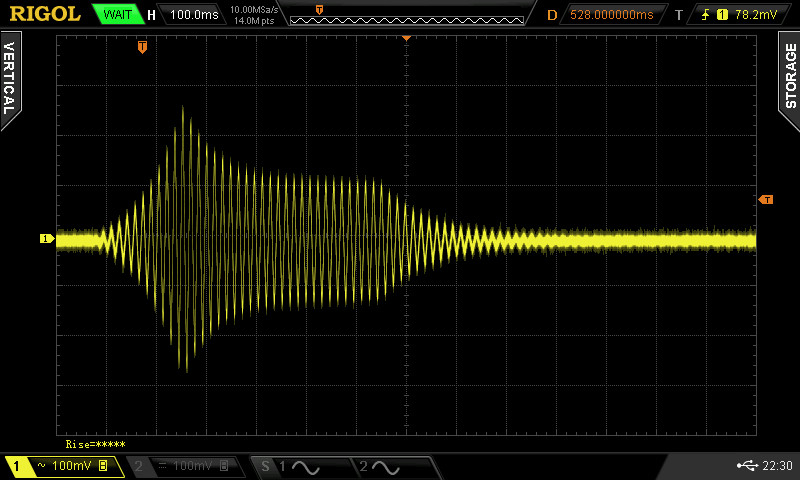 RIGOL WAIT H 100.0ms 10.00MSa/s 14.0M pts T D 528.000000ms T 1 78.2mV
VERTICAL
STORAGE
T
T
1
Rise=*****
1 ~ 100mV 2 100mV S 1 2 22:30